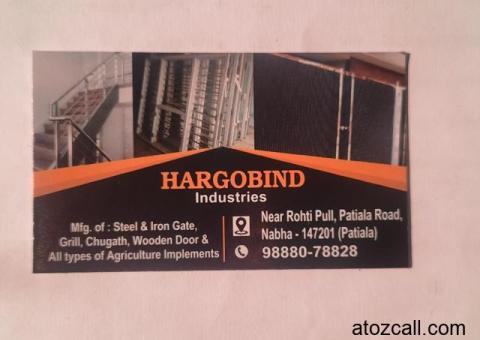 HARGOBIND
Industries
Mfg. of : Steel & Iron Gate,
Grill, Chugath, Wooden Door &
All types of Agriculture Implements
Near Rohti Pull, Patiala Road,
Nabha - 147201 (Patiala)
98880-78828
atozcall.com